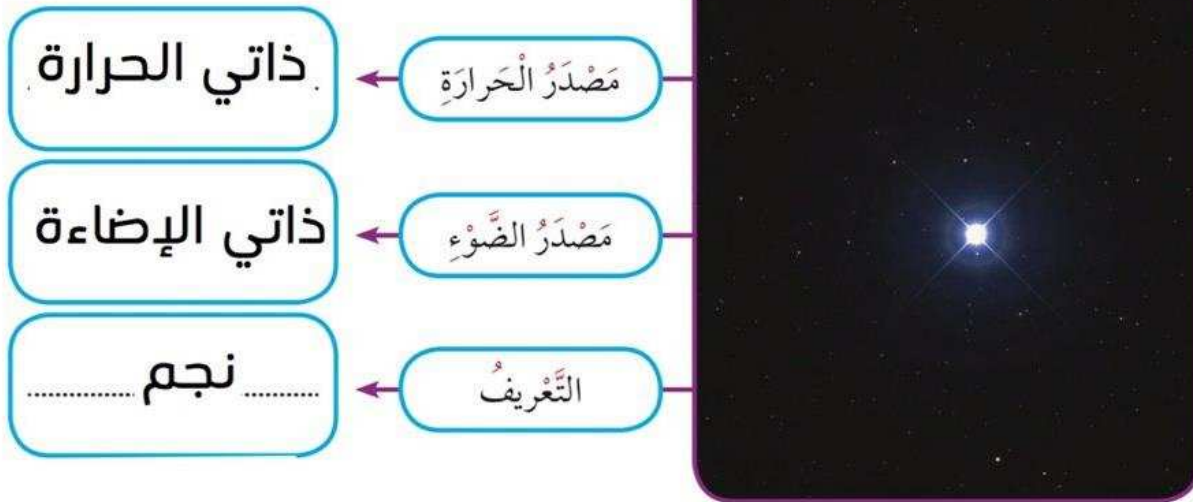 مَصْدَرُ الْحَرارَةِ
. ذاتي الحرارة .
مَصْدَرُ الضَّوْءِ
ذاتي الإضاءة
التَّعْريفُ
........... نجم ...........